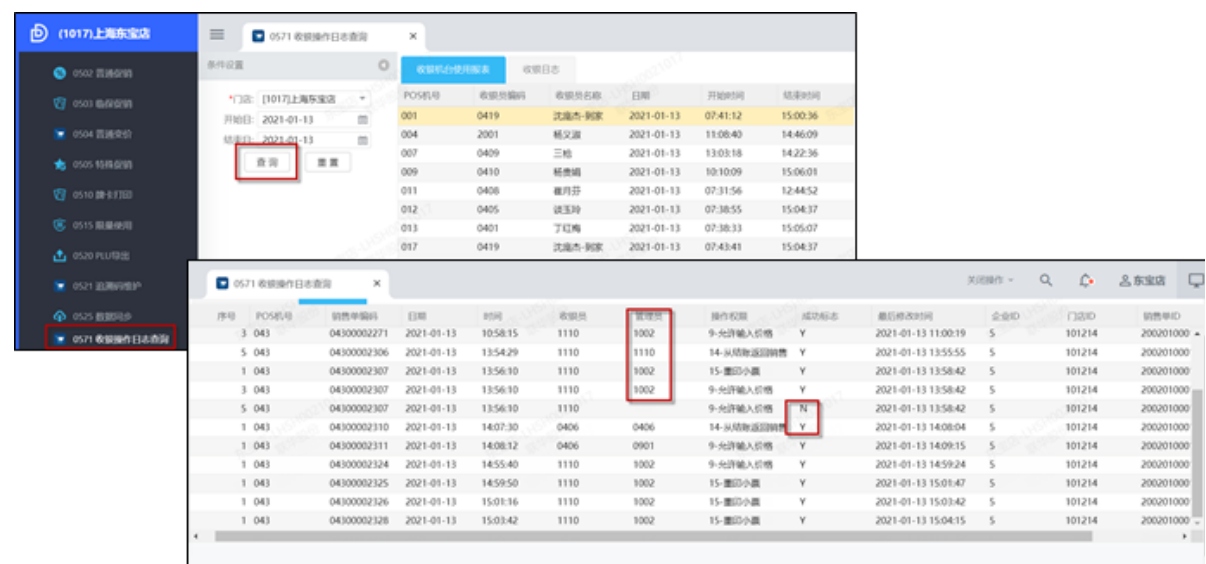 (1017)上海东宝店
0571 收银操作日志查询 ×
0502 普通促销
0503 临保促销
0504 普通变价
0505 特殊促销
0510 牌卡打印
0515 限量使用
0520 PLU导出
0521 追溯码维护
0525 数据同步
0571 收银操作日志查询
条件设置
*门店: [1017]上海东宝店
开始日: 2021-01-13
结束日: 2021-01-13
查询 重置
收银机台使用报表 收银日志
POS机号 收银员编码 收银员名称 日期 开始时间 结束时间
001 0419 沈庭杰-到家 2021-01-13 07:41:12 15:00:36
004 2001 杨义淑 2021-01-13 11:08:40 14:46:09
007 0409 2021-01-13 13:03:18 14:22:36
009 0410 杨贵娟 2021-01-13 10:10:09 15:06:01
011 0408 崔月芬 2021-01-13 07:31:56 12:44:52
012 0405 谈玉玲 2021-01-13 07:38:55 15:04:37
013 0401 丁红梅 2021-01-13 07:38:33 15:05:07
017 0419 沈庭杰-到家 2021-01-13 07:43:41 15:04:37
0571 收银操作日志查询 ×
关闭操作 东宝店
序号 POS机号 销售单编码 日期 时间 收银员 管理员 操作权限 成功标志 最后修改时间 企业ID 门店ID 销售单ID
3 043 04300002271 2021-01-13 10:58:15 1110 1002 9-允许输入价格 Y 2021-01-13 11:00:19 5 101214 200201000
5 043 04300002306 2021-01-13 13:54:29 1110 1110 14-从结账返回销售 Y 2021-01-13 13:55:55 5 101214 200201000
1 043 04300002307 2021-01-13 13:56:10 1110 1002 15-重印小票 Y 2021-01-13 13:58:42 5 101214 200201000
3 043 04300002307 2021-01-13 13:56:10 1110 1002 9-允许输入价格 Y 2021-01-13 13:58:42 5 101214 200201000
5 043 04300002307 2021-01-13 13:56:10 1110 9-允许输入价格 N 2021-01-13 13:58:42 5 101214 200201000
1 043 04300002310 2021-01-13 14:07:30 0406 0406 14-从结账返回销售 Y 2021-01-13 14:08:04 5 101214 200201000
1 043 04300002311 2021-01-13 14:08:12 0406 0901 9-允许输入价格 Y 2021-01-13 14:09:15 5 101214 200201000
1 043 04300002324 2021-01-13 14:55:40 1110 1002 9-允许输入价格 Y 2021-01-13 14:59:24 5 101214 200201000
1 043 04300002325 2021-01-13 14:59:50 1110 1002 15-重印小票 Y 2021-01-13 15:01:47 5 101214 200201000
1 043 04300002326 2021-01-13 15:01:16 1110 1002 15-重印小票 Y 2021-01-13 15:03:42 5 101214 200201000
1 043 04300002328 2021-01-13 15:03:42 1110 1002 15-重印小票 Y 2021-01-13 15:04:15 5 101214 200201000